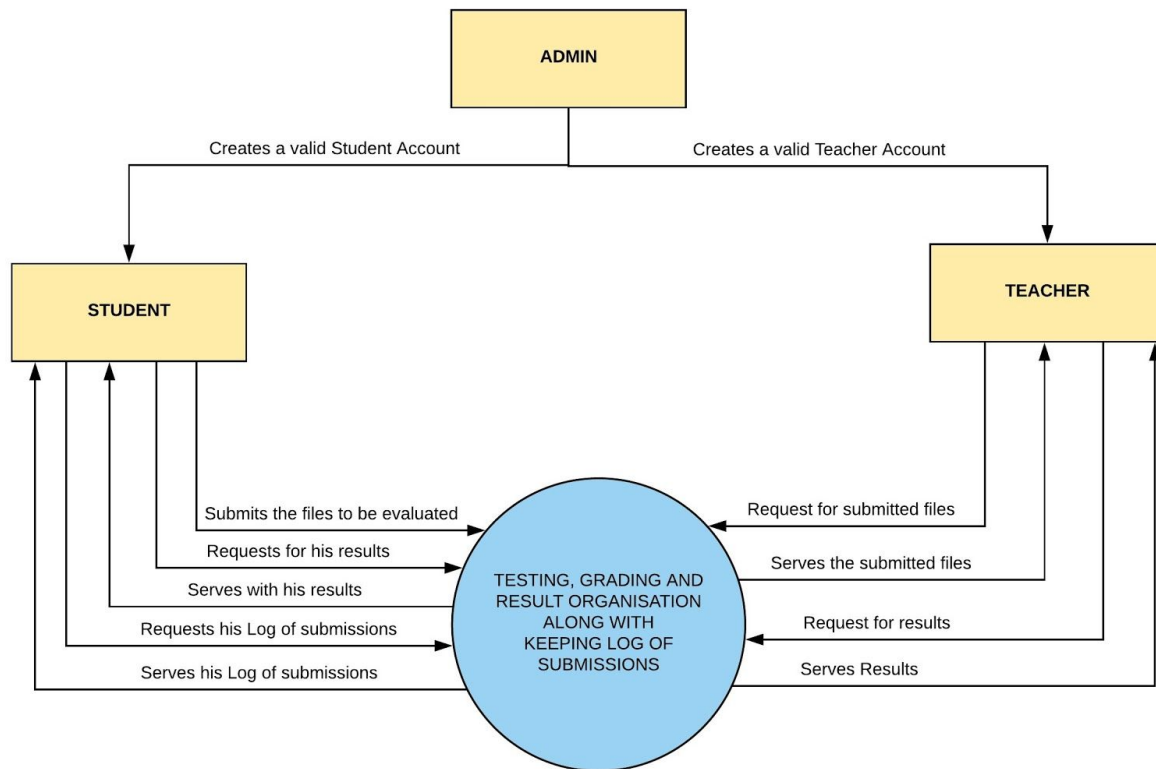 ADMIN
Creates a valid Student Account
Creates a valid Teacher Account
STUDENT
TEACHER
Submits the files to be evaluated
Requests for his results
Serves with his results
Requests his Log of submissions
Serves his Log of submissions
TESTING, GRADING AND
RESULT ORGANISATION
ALONG WITH
KEEPING LOG OF
SUBMISSIONS
Request for submitted files
Serves the submitted files
Request for results
Serves Results